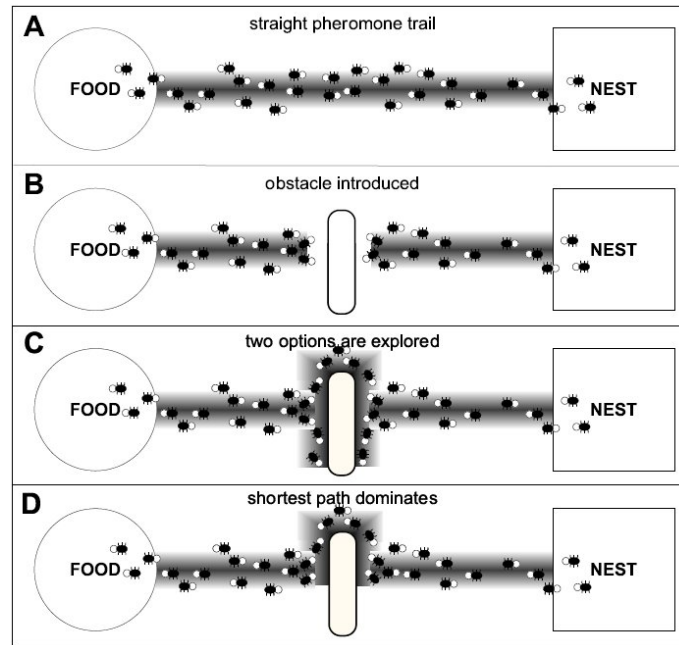 A
straight pheromone trail
FOOD
NEST
B
obstacle introduced
FOOD
NEST
C
two options are explored
FOOD
NEST
D
shortest path dominates
FOOD
NEST